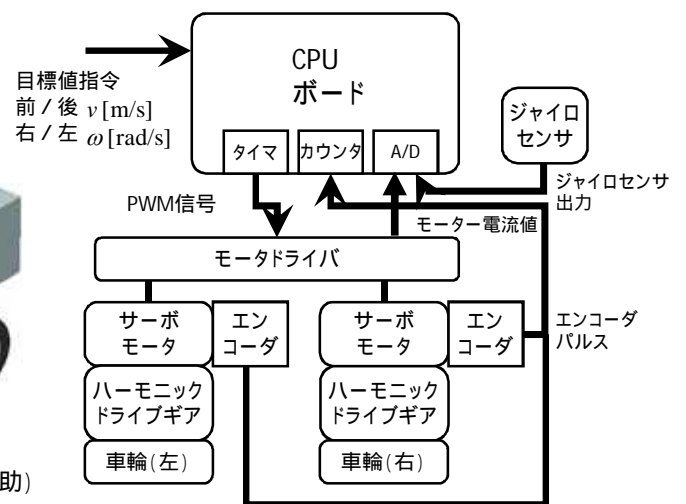 CPU
ボード
目標値指令
前 / 後 v [m/s]
右 / 左 ω [rad/s]
タイマ
カウンタ
A/D
ジャイロ
センサ
ジャイロセンサ
出力
PWM信号
モーター電流値
モータドライバ
サーボ
モータ
エン
コーダ
サーボ
モータ
エン
コーダ
エンコーダ
パルス
ハーモニック
ドライブギア
ハーモニック
ドライブギア
車輪(左)
車輪(右)
助)